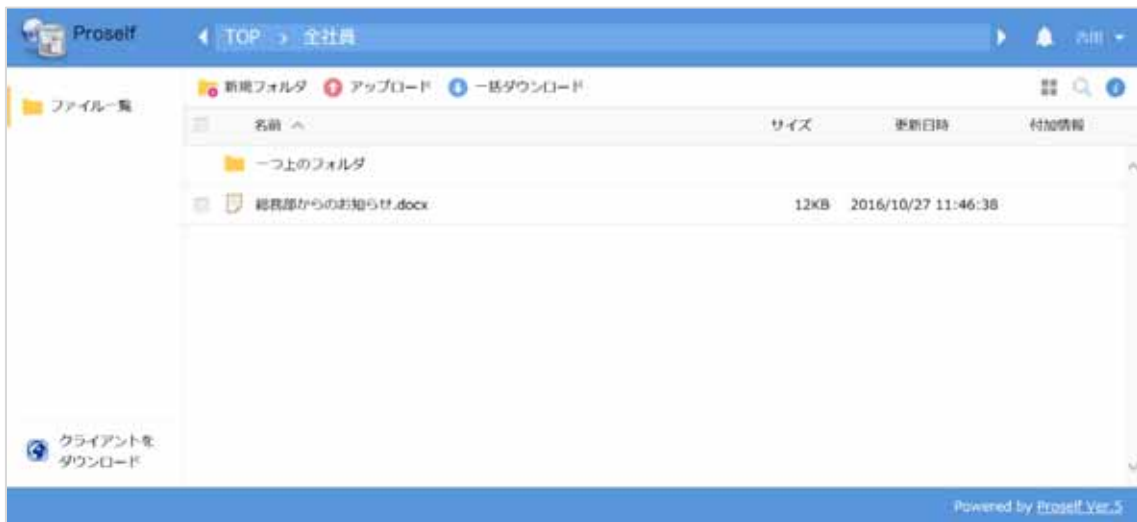 Proself
TOP > 全社員
ファイル一覧
新規フォルダ アップロード 一括ダウンロード
名前 サイズ 更新日時 付加情報
一つ上のフォルダ
総務部からのお知らせ.docx 12KB 2016/10/27 11:46:38
クライアントを
ダウンロード
Powered by Proself Ver.5